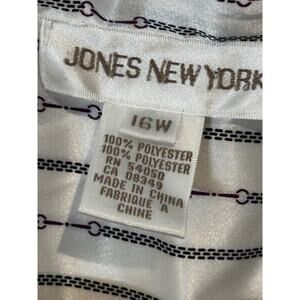 JONES NEW YORK
16W
100% POLYESTER
100% POLYESTER
RN 54050
CA 08349
MADE IN CHINA
FABRIQUE A
CHINE